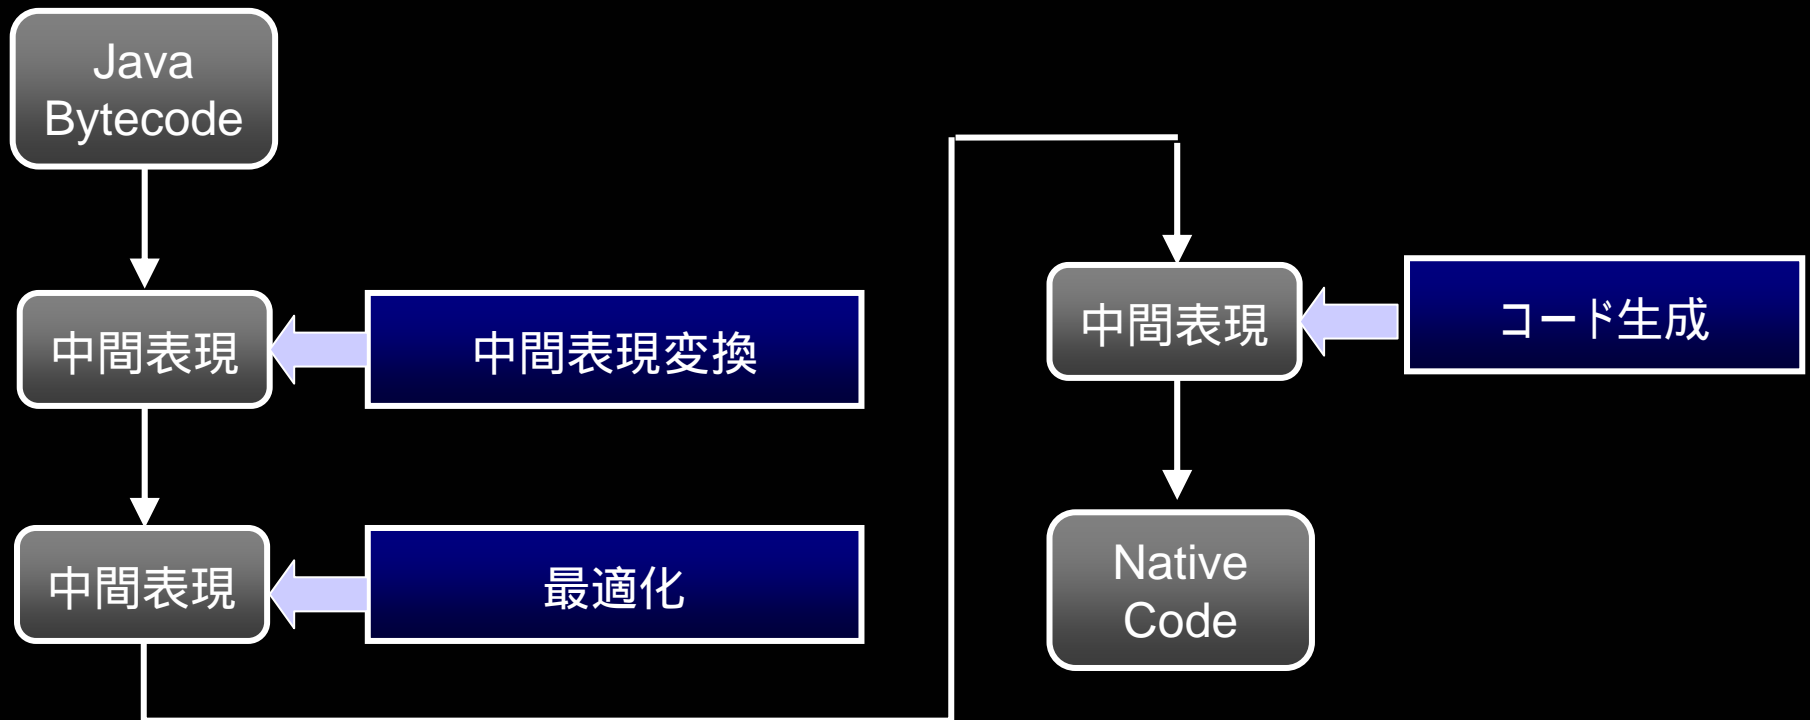 Java
Bytecode
中間表現
中間表現変換
中間表現
最適化
中間表現
コード生成
Native
Code